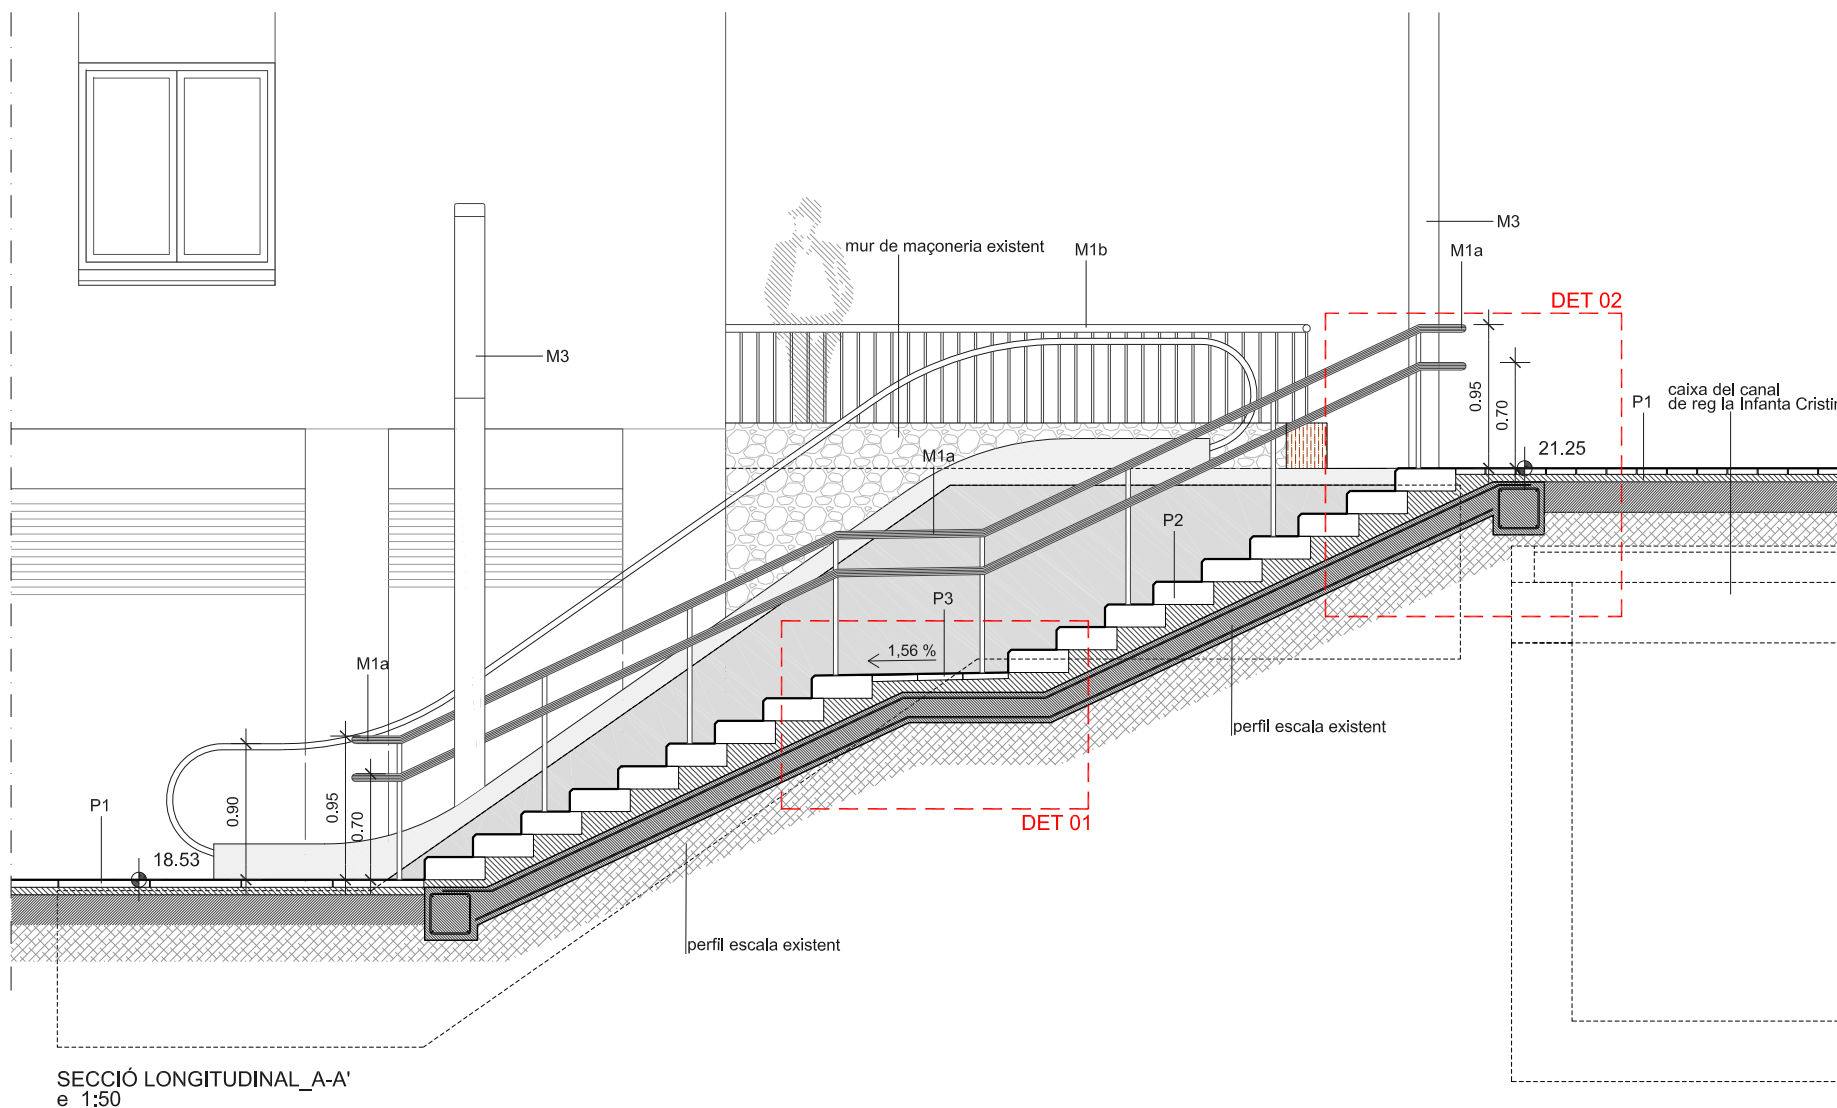 M3
mur de maçoneria existent
M1b
M1a
DET 02
M3
0.95
0.70
P1
caixa del canal
de reg la Infanta Cristin
21.25
M1a
P2
P3
1,56 %
M1a
perfil escala existent
0.90
0.95
0.70
P1
DET 01
18.53
perfil escala existent
SECCIÓ LONGITUDINAL_A-A'
e 1:50